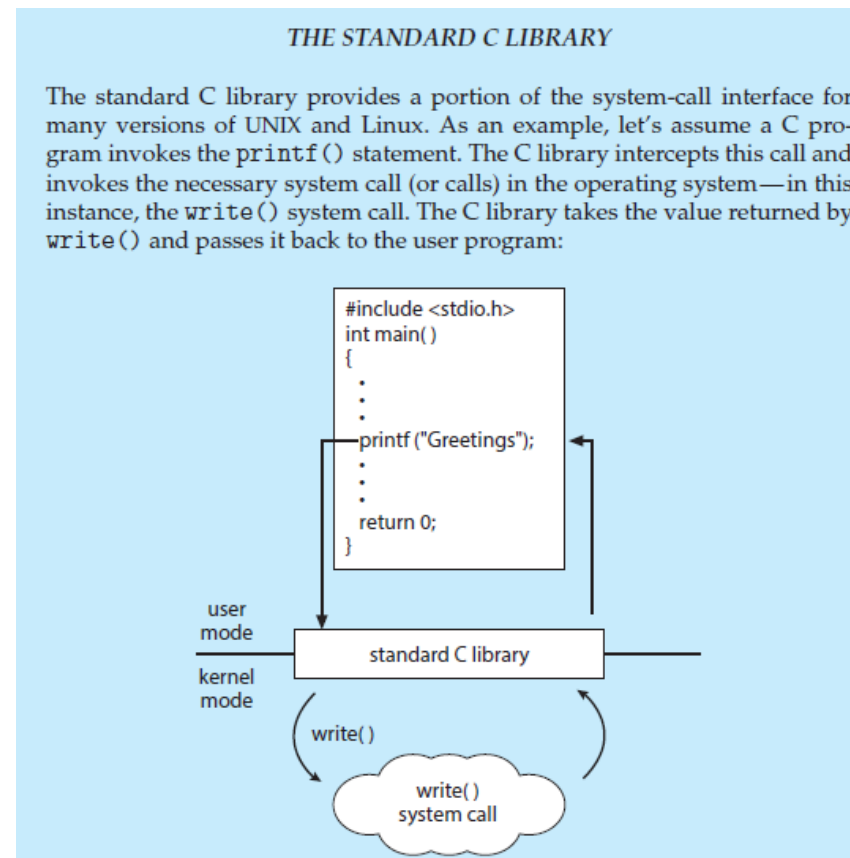 THE STANDARD C LIBRARY
The standard C library provides a portion of the system-call interface for
many versions of UNIX and Linux. As an example, let's assume a C pro-
gram invokes the printf() statement. The C library intercepts this call and
invokes the necessary system call (or calls) in the operating system—in this
instance, the write() system call. The C library takes the value returned by
write() and passes it back to the user program:
#include <stdio.h>
int main( )
{
•
•
•
printf ("Greetings");
•
•
•
return 0;
}
user
mode
standard C library
kernel
mode
write( )
write( )
system call